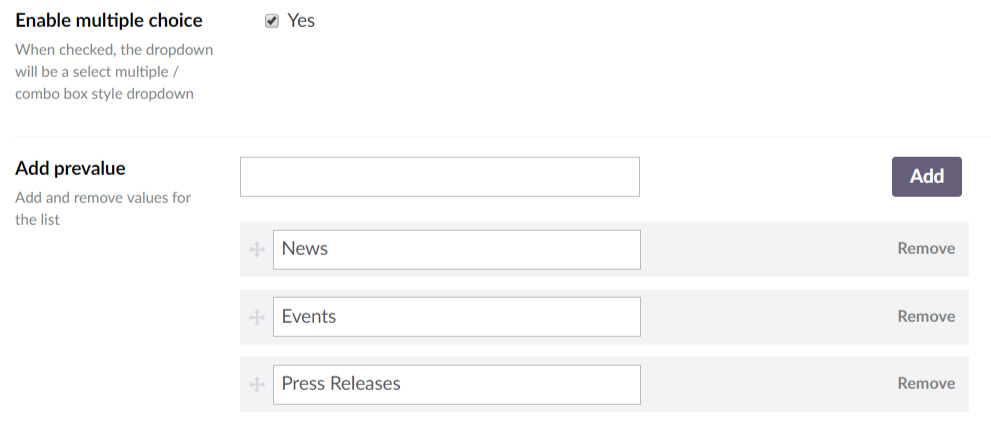 Enable multiple choice
Yes
When checked, the dropdown
will be a select multiple /
combo box style dropdown
Add prevalue
Add
Add and remove values for
the list
News
Remove
Events
Remove
Press Releases
Remove